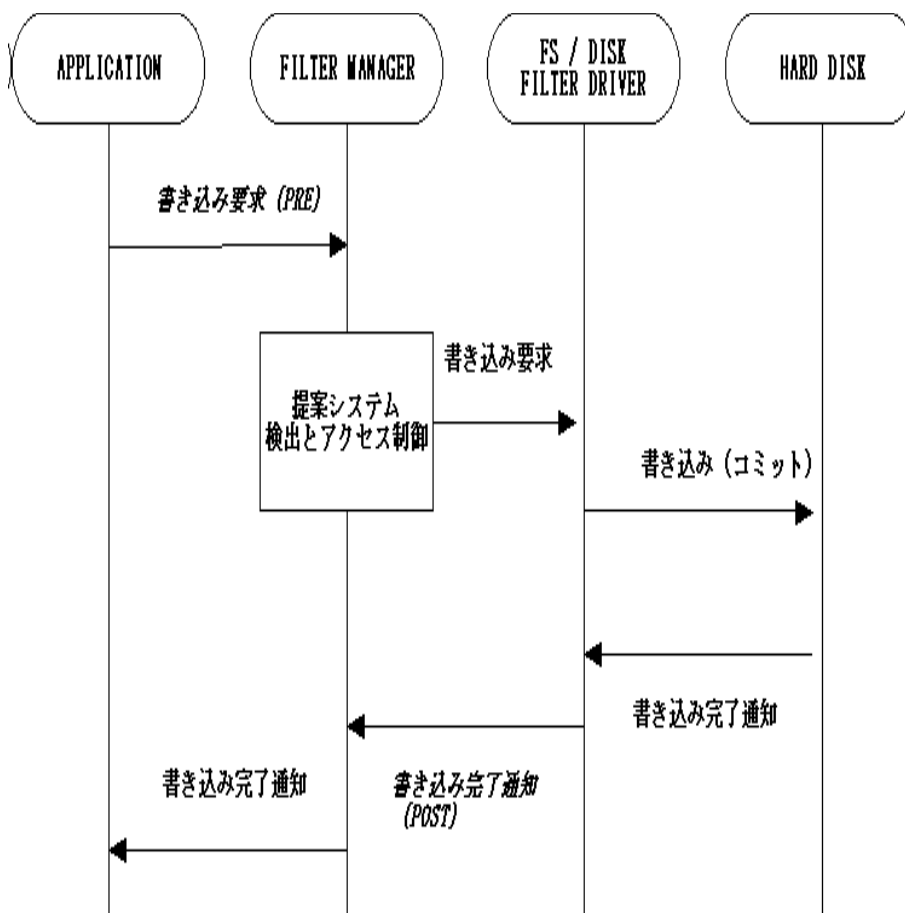 APPLICATION
FILTER MANAGER
FS / DISK
FILTER DRIVER
HARD DISK
書き込み要求 (PRE)
書き込み要求
提案システム
検出とアクセス制御
書き込み (コミット)
書き込み完了通知
書き込み完了通知
書き込み完了通知
(POST)